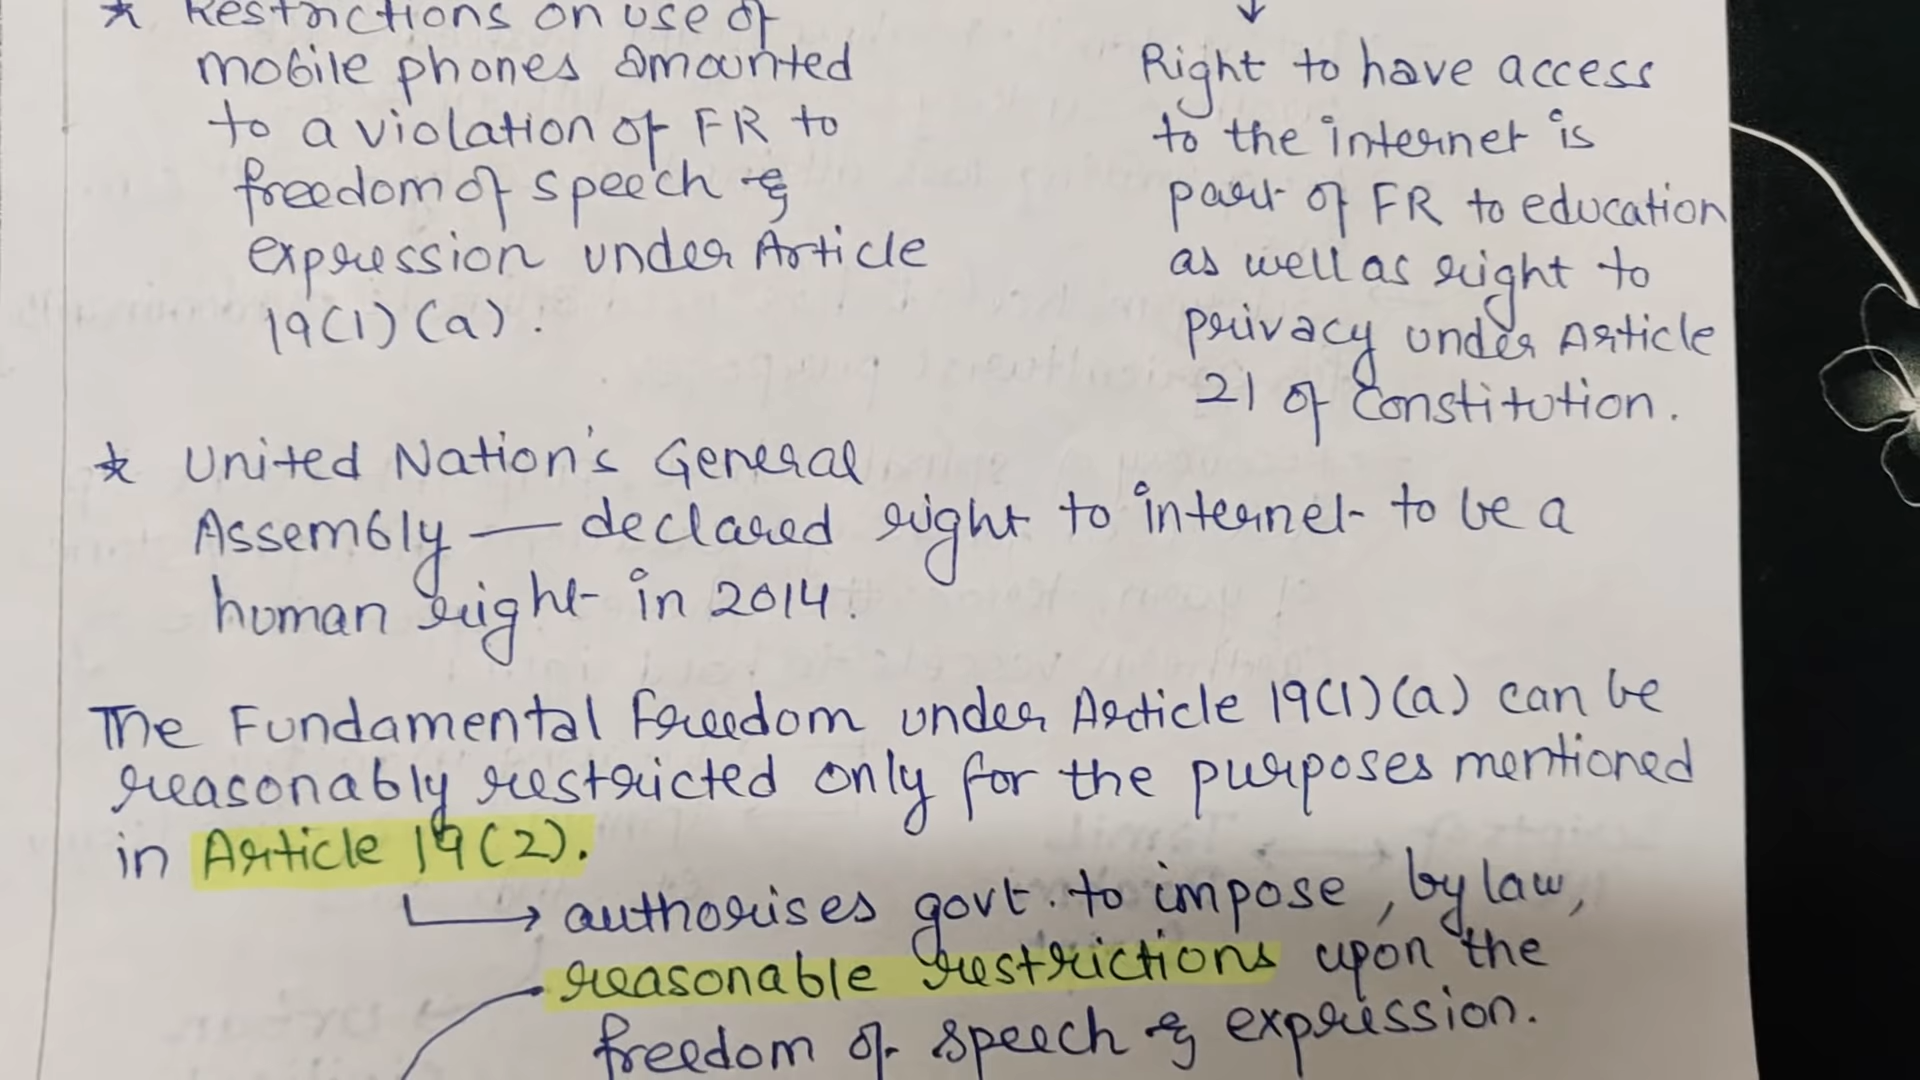 * Restrictions on use of
mobile phones amounted
to a violation of FR to
freedom of speech &
expression under Article
19(1)(a).
↓
Right to have access
to the internet is
part of FR to education
as well as right to
privacy under Article
21 of Constitution.
* United Nation's General
Assembly — declared right to internet to be a
human right in 2014.
The Fundamental Freedom under Article 19(1)(a) can be
reasonably restricted only for the purposes mentioned
in Article 19(2).
→ authorises govt. to impose, by law,
reasonable restrictions upon the
freedom of speech & expression.